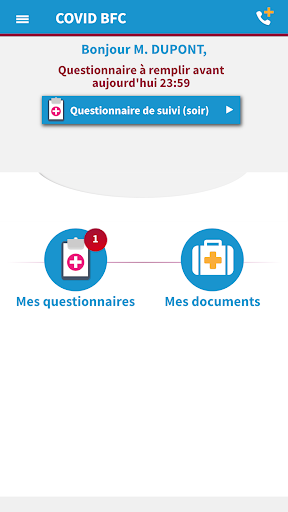 COVID BFC
Bonjour M. DUPONT,
Questionnaire à remplir avant
aujourd'hui 23:59
Questionnaire de suivi (soir)
1
Mes questionnaires
Mes documents